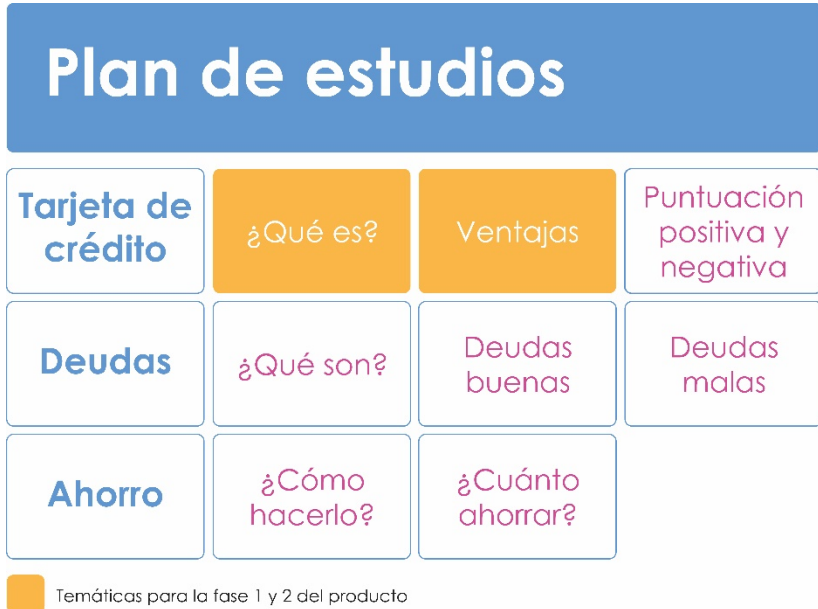 Plan de estudios
Tarjeta de
crédito
¿Qué es?
Ventajas
Puntuación
positiva y
negativa
Deudas
¿Qué son?
Deudas
buenas
Deudas
malas
Ahorro
¿Cómo
hacerlo?
¿Cuánto
ahorrar?
Temáticas para la fase 1 y 2 del producto